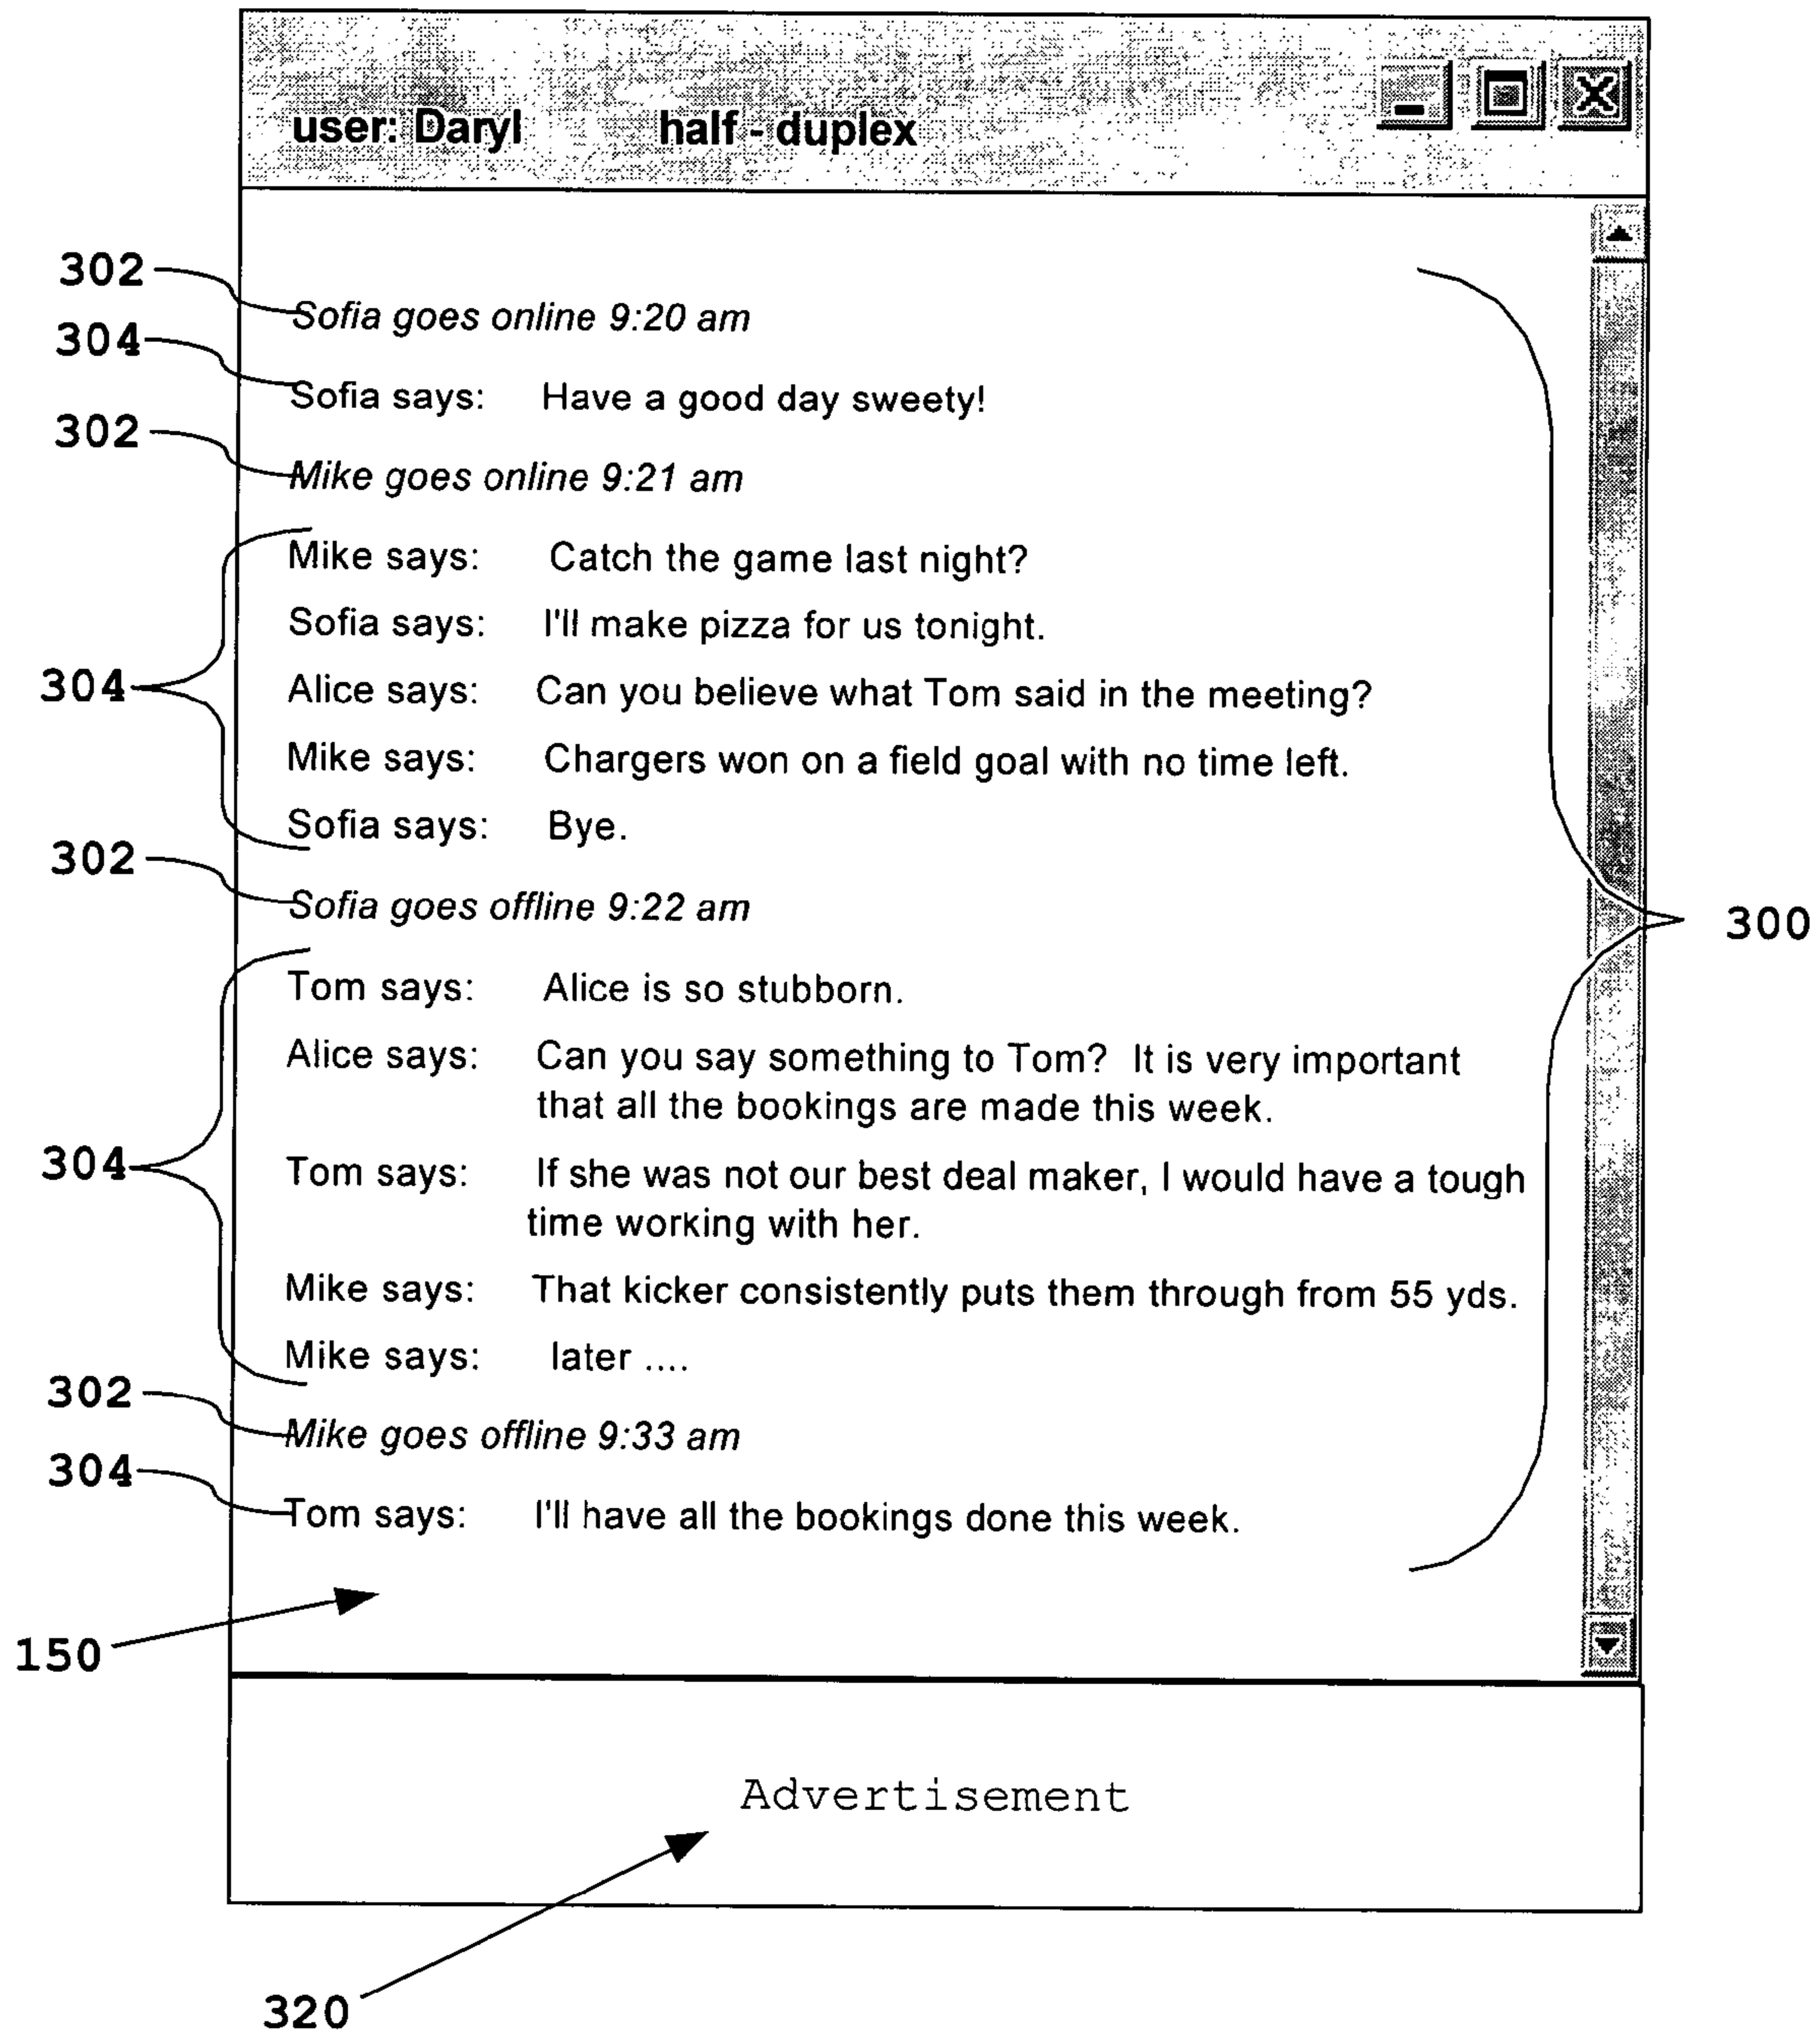 user: Daryl half - duplex
302
Sofia goes online 9:20 am
304
Sofia says: Have a good day sweety!
302
Mike goes online 9:21 am
Mike says: Catch the game last night?
Sofia says: I'll make pizza for us tonight.
304
Alice says: Can you believe what Tom said in the meeting?
Mike says: Chargers won on a field goal with no time left.
Sofia says: Bye.
302
Sofia goes offline 9:22 am
300
Tom says: Alice is so stubborn.
Alice says: Can you say something to Tom? It is very important
that all the bookings are made this week.
304
Tom says: If she was not our best deal maker, I would have a tough
time working with her.
Mike says: That kicker consistently puts them through from 55 yds.
Mike says: later ....
302
Mike goes offline 9:33 am
304
Tom says: I'll have all the bookings done this week.
150
Advertisement
320